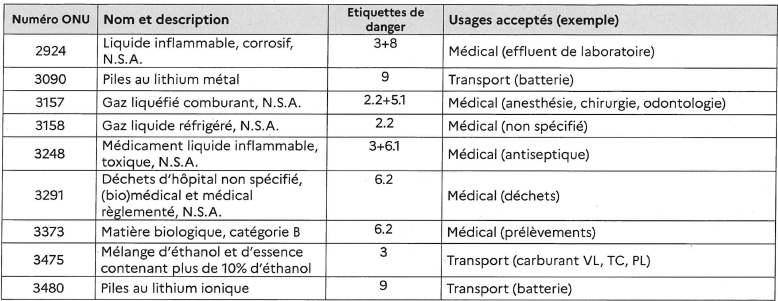 Numéro ONU Nom et description Etiquettes de danger Usages acceptés (exemple)
2924 Liquide inflammable, corrosif, N.S.A. 3+8 Médical (effluent de laboratoire)
3090 Piles au lithium métal 9 Transport (batterie)
3157 Gaz liquéfié comburant, N.S.A. 2.2+5.1 Médical (anesthésie, chirurgie, odontologie)
3158 Gaz liquide réfrigéré, N.S.A. 2.2 Médical (non spécifié)
3248 Médicament liquide inflammable, toxique, N.S.A. 3+6.1 Médical (antiseptique)
3291 Déchets d'hôpital non spécifié, (bio)médical et médical règlementé, N.S.A. 6.2 Médical (déchets)
3373 Matière biologique, catégorie B 6.2 Médical (prélèvements)
3475 Mélange d'éthanol et d'essence contenant plus de 10% d'éthanol 3 Transport (carburant VL, TC, PL)
3480 Piles au lithium ionique 9 Transport (batterie)